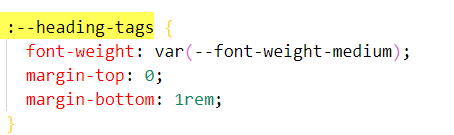 :--heading-tags {
  font-weight: var(--font-weight-medium);
  margin-top: 0;
  margin-bottom: 1rem;
}